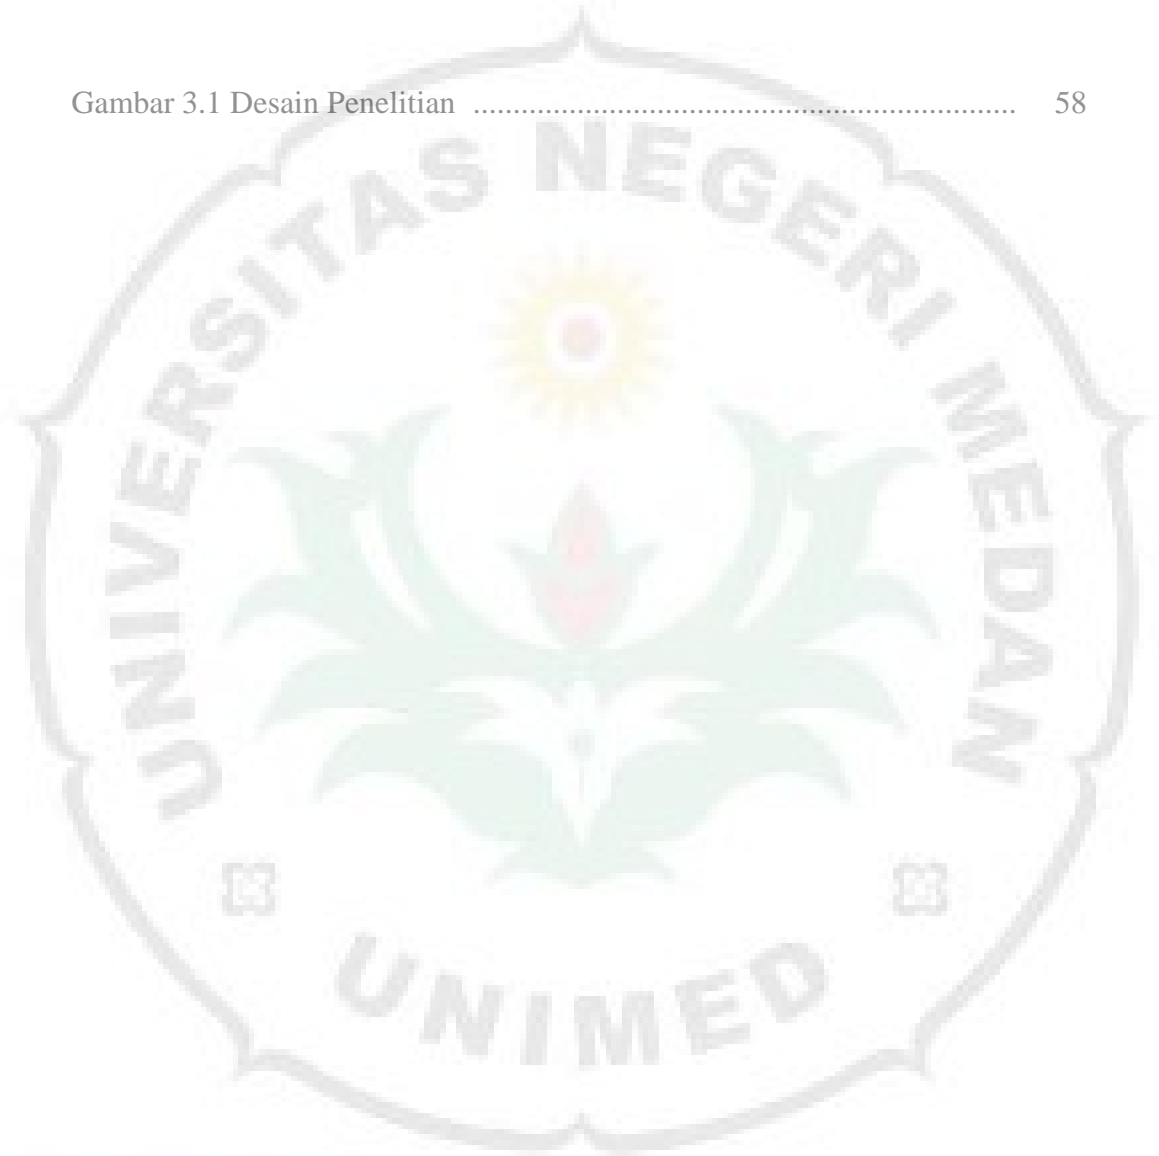 Gambar 3.1 Desain Penelitian ..................................................................... 58
UNIVERSITAS NEGERI MEDAN
UNIMED